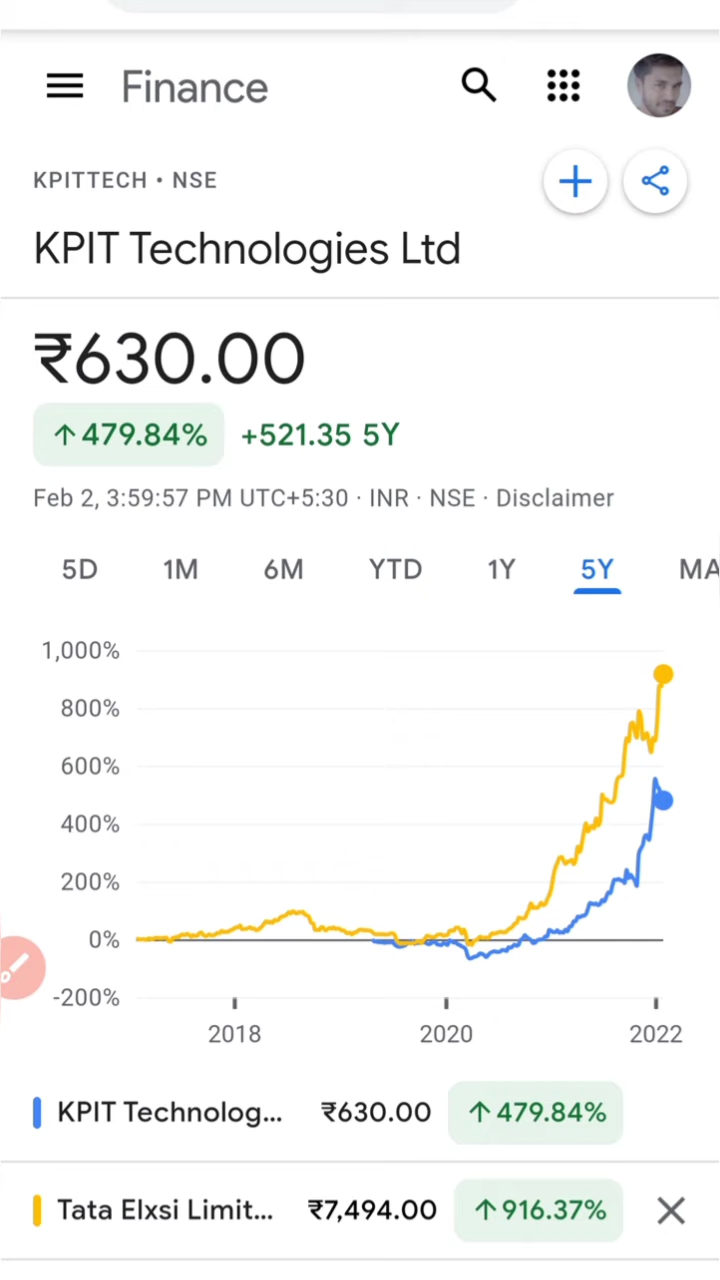 Finance
KPITTECH • NSE
KPIT Technologies Ltd
₹630.00
↑479.84% +521.35 5Y
Feb 2, 3:59:57 PM UTC+5:30 · INR · NSE · Disclaimer
5D 1M 6M YTD 1Y 5Y MA
1,000%
800%
600%
400%
200%
0%
-200%
2018 2020 2022
KPIT Technolog... ₹630.00 ↑479.84%
Tata Elxsi Limit... ₹7,494.00 ↑916.37%